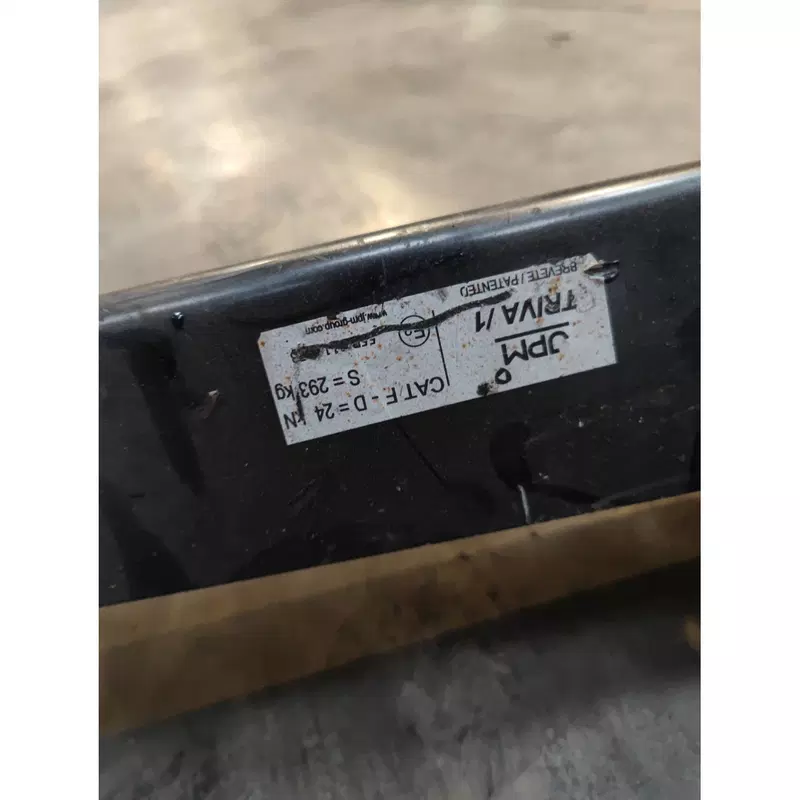 JPM
TRIVA/1
BREVETE / PATENTED
CAT F - D = 24 kN
S = 293 kg
www.jpm-group.com